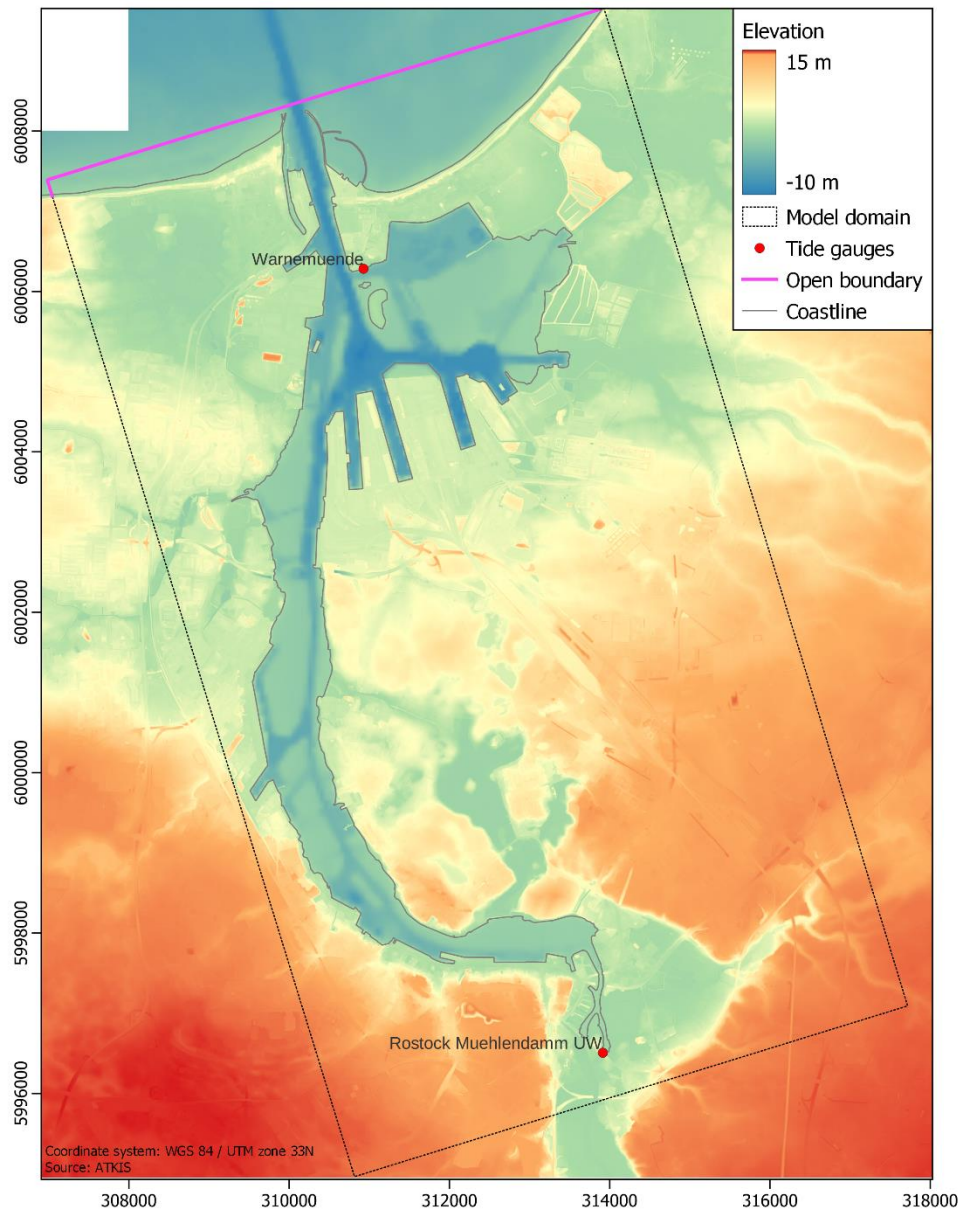 Elevation
15 m
-10 m
Model domain
Tide gauges
Open boundary
Coastline
Warnemuende
Rostock Muehlendamm UW
Coordinate system: WGS 84 / UTM zone 33N
Source: ATKIS
6008000
6006000
6004000
6002000
6000000
5998000
5996000
308000
310000
312000
314000
316000
318000